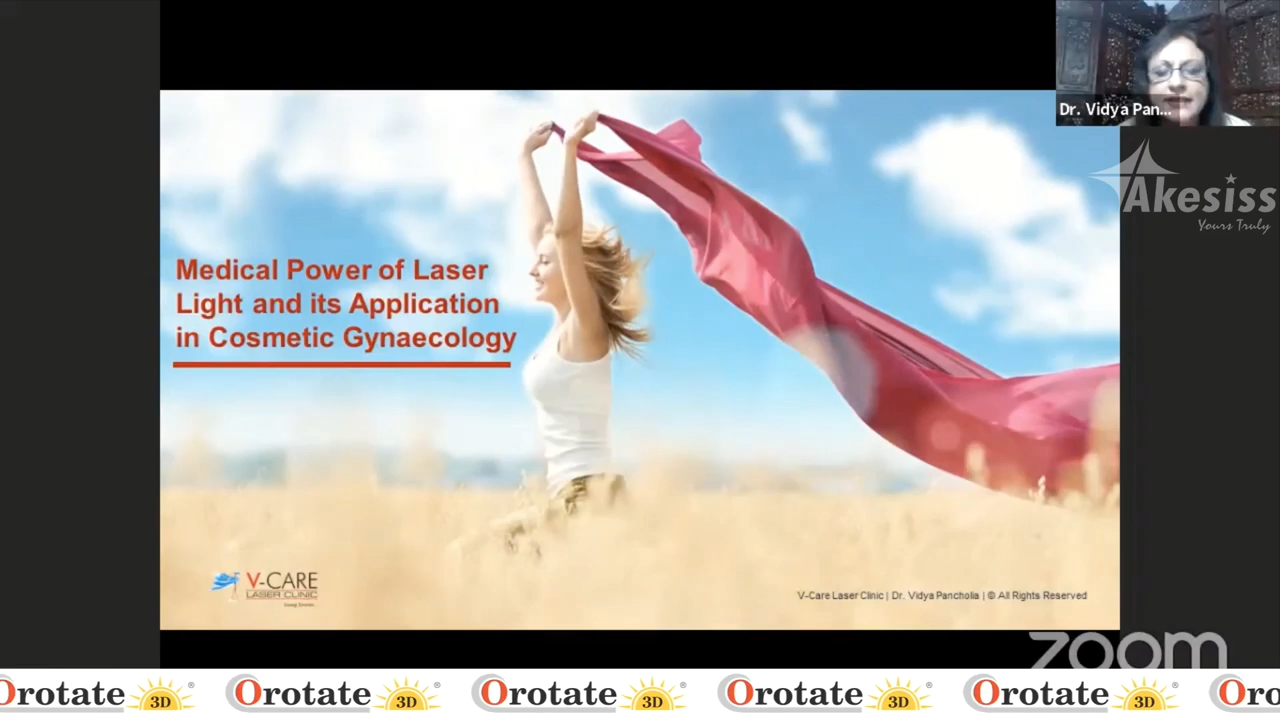 Dr. Vidya Pan...
Akesiss
Yours Truly
Medical Power of Laser
Light and its Application
in Cosmetic Gynaecology
V-CARE
LASER CLINIC
V-Care Laser Clinic | Dr. Vidya Pancholia | © All Rights Reserved
zoom
Orotate 3D ® Orotate 3D ® Orotate 3D ® Orotate 3D ® Orotate 3D ® Oro